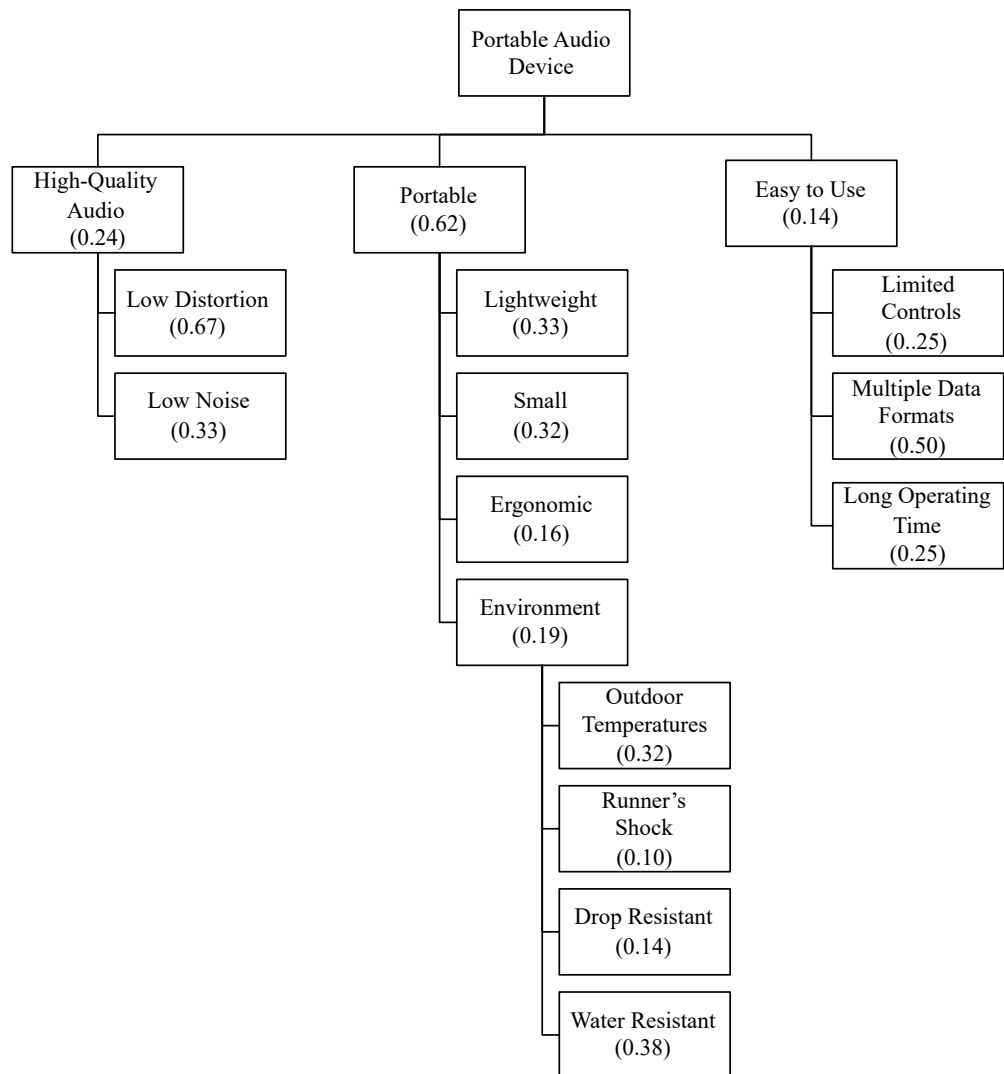 Portable Audio
Device
High-Quality
Audio
(0.24)
Low Distortion
(0.67)
Low Noise
(0.33)
Portable
(0.62)
Lightweight
(0.33)
Small
(0.32)
Ergonomic
(0.16)
Environment
(0.19)
Outdoor
Temperatures
(0.32)
Runner’s
Shock
(0.10)
Drop Resistant
(0.14)
Water Resistant
(0.38)
Easy to Use
(0.14)
Limited
Controls
(0..25)
Multiple Data
Formats
(0.50)
Long Operating
Time
(0.25)